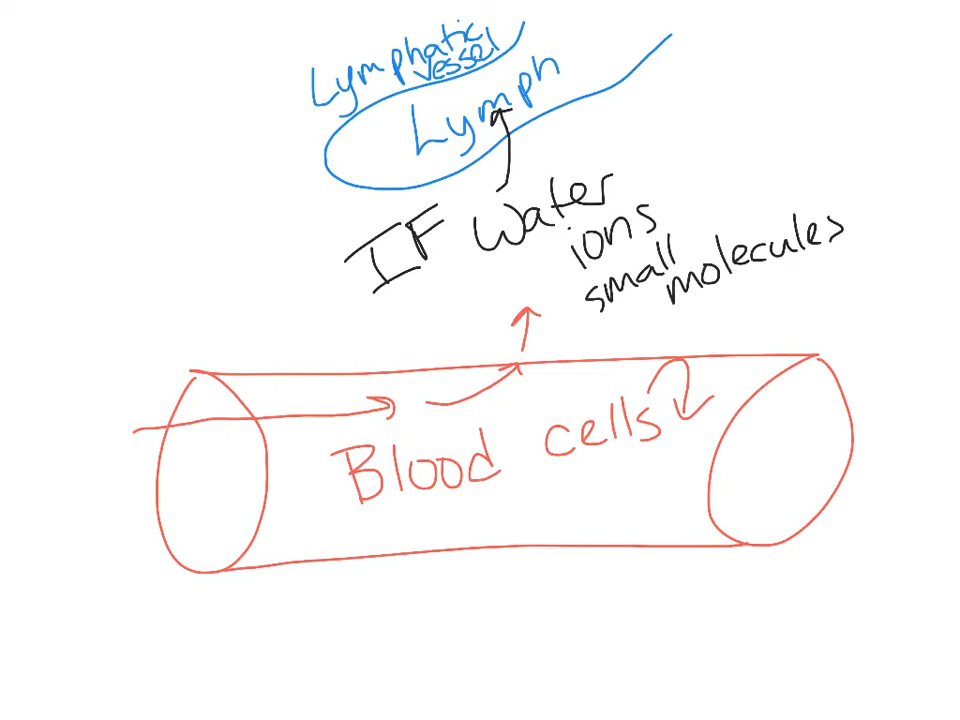 Lymphatic
vessel
Lymph
IF Water
ions
small
molecules
Blood cells